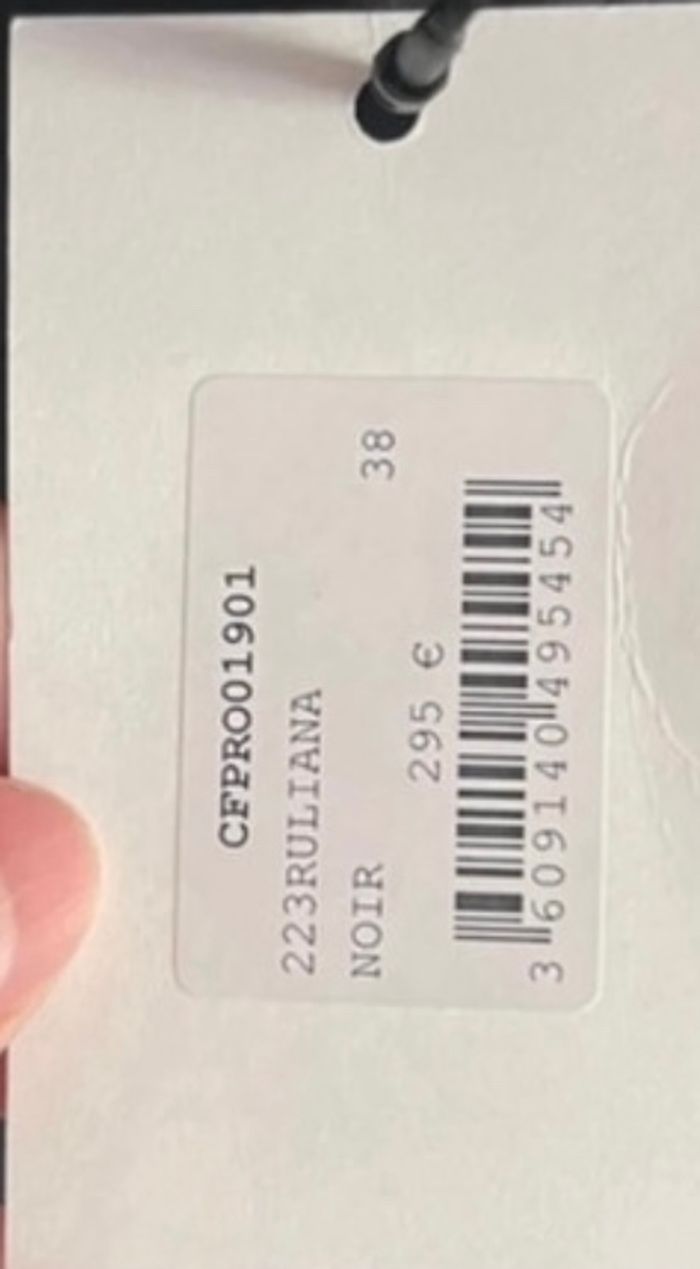 CFPRO01901
223RULIANA
NOIR 38
295 €
3 609140 495454